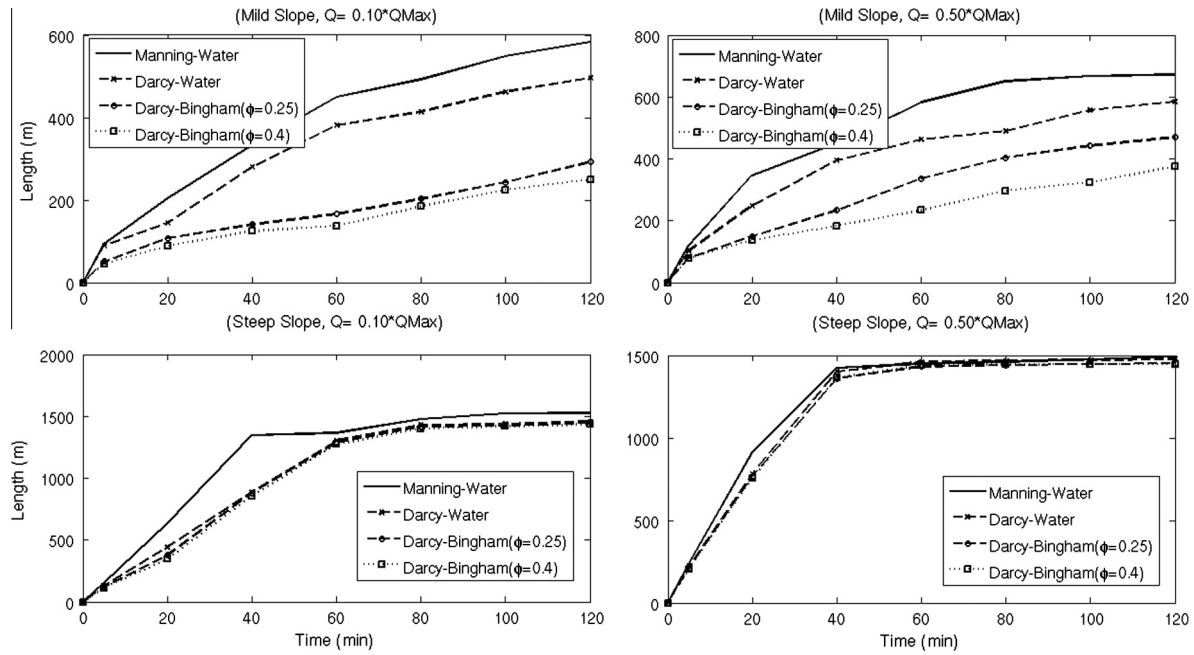 (Mild Slope, Q= 0.10*QMax)
600
400
200
0
Length (m)
Manning-Water
Darcy-Water
Darcy-Bingham(ϕ=0.25)
Darcy-Bingham(ϕ=0.4)
0 20 40 60 80 100 120
(Mild Slope, Q= 0.50*QMax)
800
600
400
200
0
Manning-Water
Darcy-Water
Darcy-Bingham(ϕ=0.25)
Darcy-Bingham(ϕ=0.4)
0 20 40 60 80 100 120
(Steep Slope, Q= 0.10*QMax)
2000
1500
1000
500
0
Length (m)
Manning-Water
Darcy-Water
Darcy-Bingham(ϕ=0.25)
Darcy-Bingham(ϕ=0.4)
0 20 40 60 80 100 120
Time (min)
(Steep Slope, Q= 0.50*QMax)
1500
1000
500
0
Manning-Water
Darcy-Water
Darcy-Bingham(ϕ=0.25)
Darcy-Bingham(ϕ=0.4)
0 20 40 60 80 100 120
Time (min)